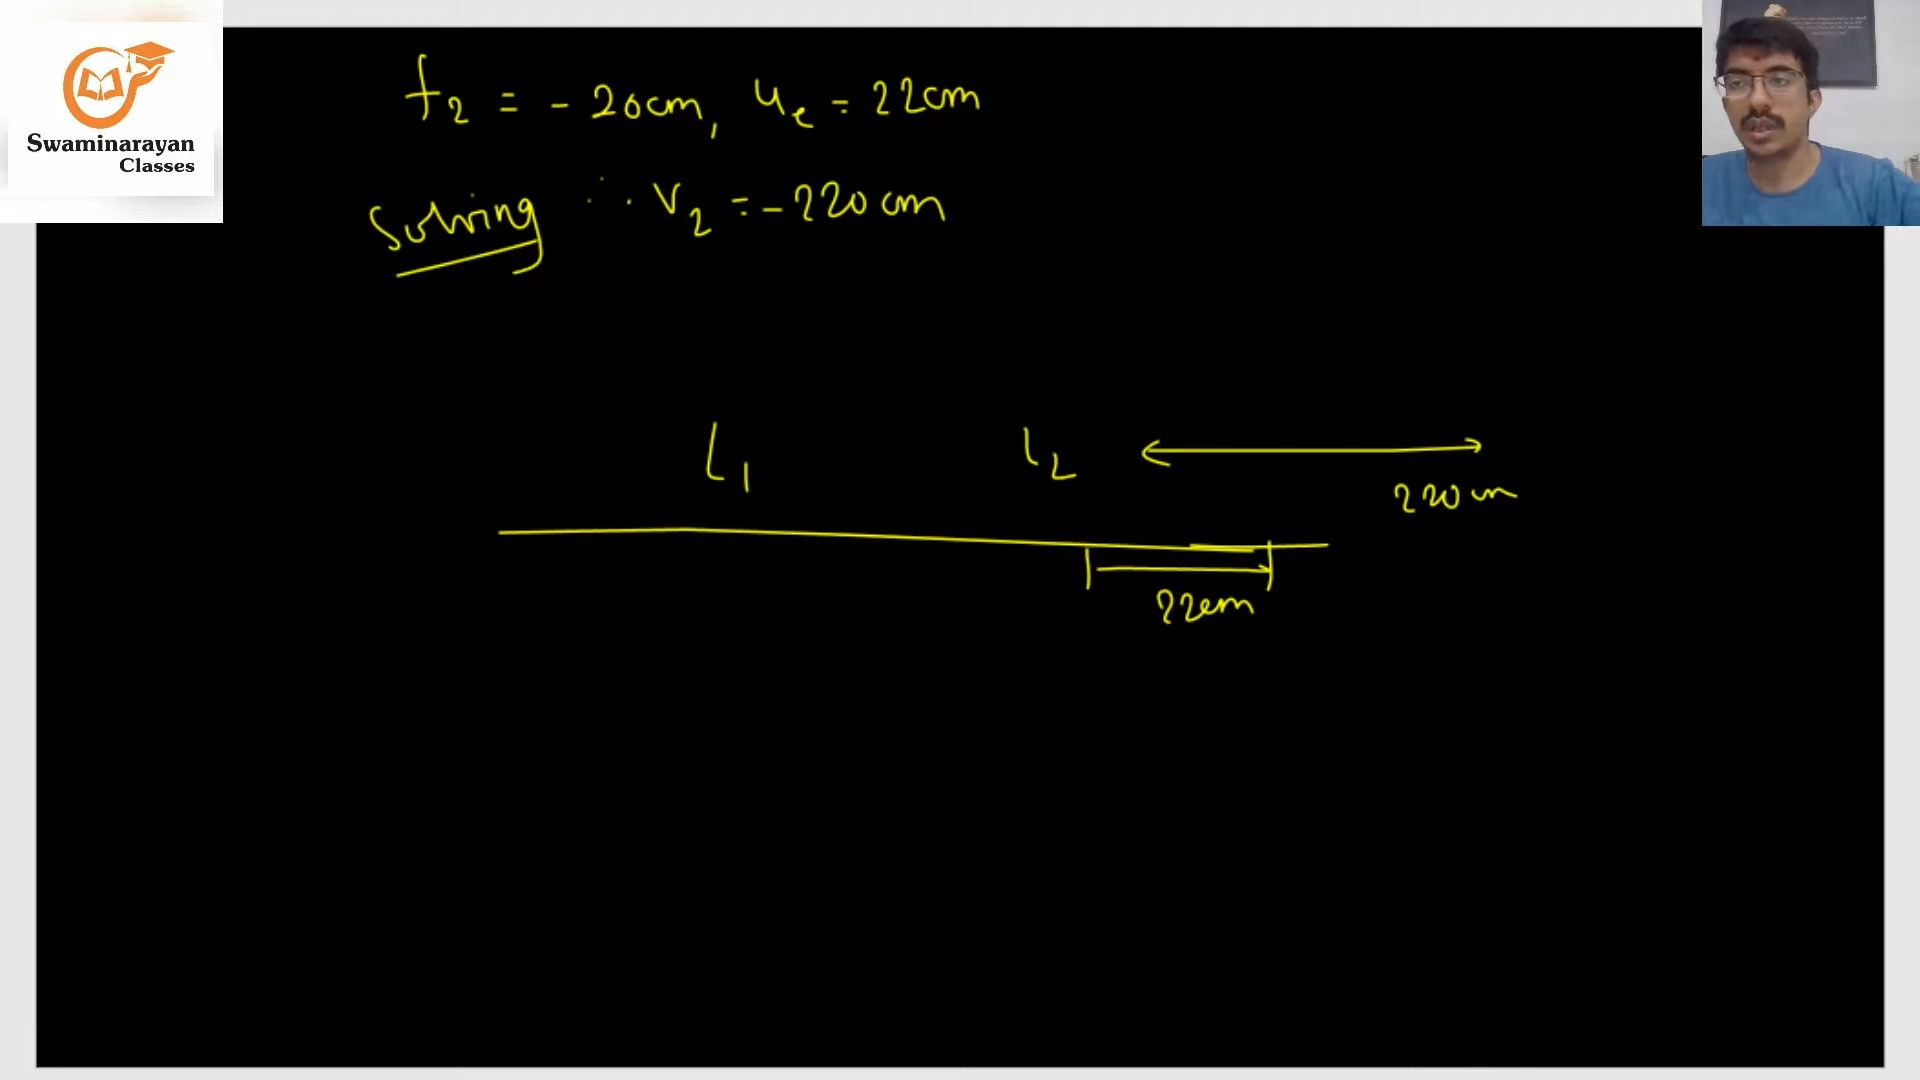 Swaminarayan
Classes
f2 = - 20cm, ue = 22cm
Solving ∴ v2 = - 220 cm
L1 L2
220 cm
22cm